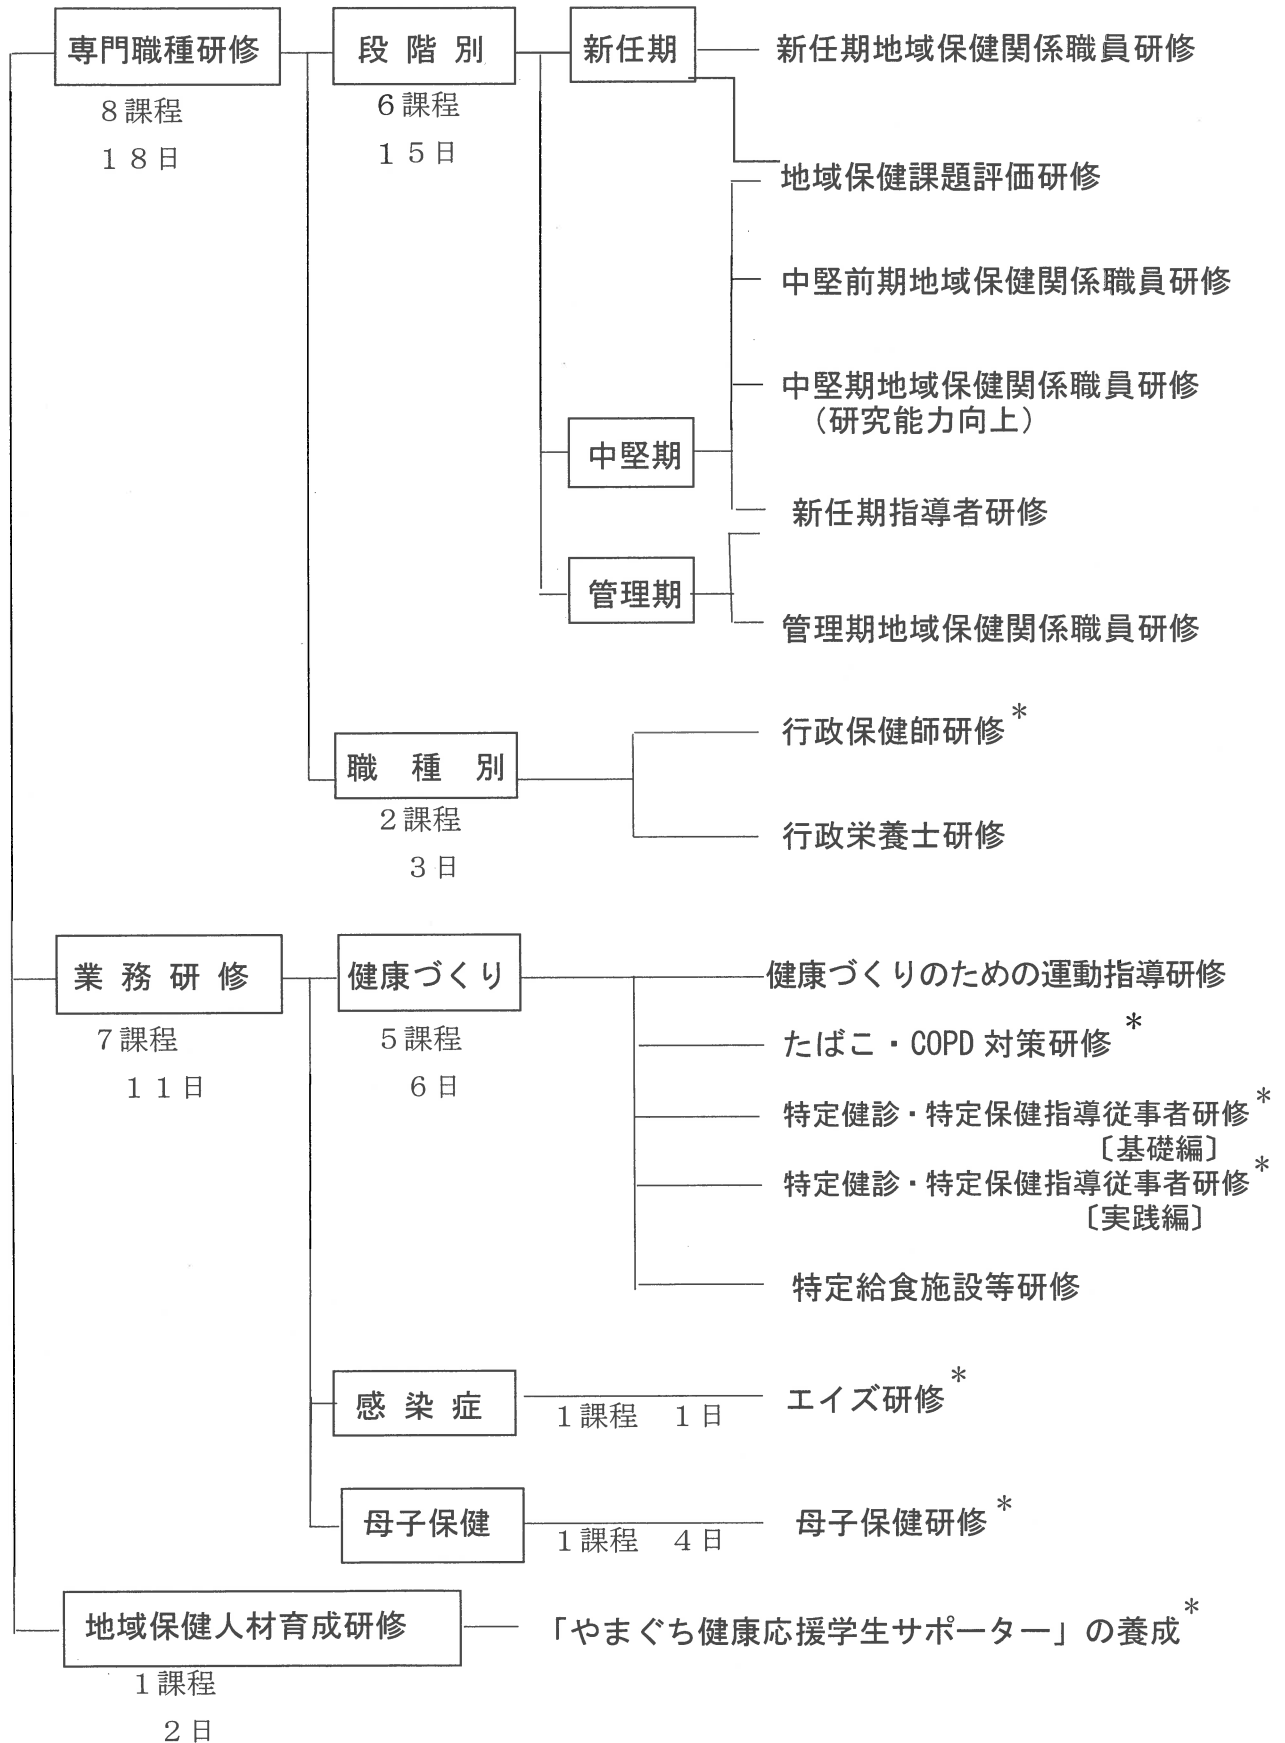 専門職種研修
8課程
18日
段階別
6課程
15日
新任期
新任期地域保健関係職員研修
地域保健課題評価研修
中堅前期地域保健関係職員研修
中堅期地域保健関係職員研修
（研究能力向上）
中堅期
新任期指導者研修
管理期
管理期地域保健関係職員研修
職種別
2課程
3日
行政保健師研修*
行政栄養士研修
業務研修
7課程
11日
健康づくり
5課程
6日
健康づくりのための運動指導研修
たばこ・COPD対策研修*
特定健診・特定保健指導従事者研修*
〔基礎編〕
特定健診・特定保健指導従事者研修*
〔実践編〕
特定給食施設等研修
感染症
1課程 1日
エイズ研修*
母子保健
1課程 4日
母子保健研修*
地域保健人材育成研修
1課程
2日
「やまぐち健康応援学生サポーター」の養成*